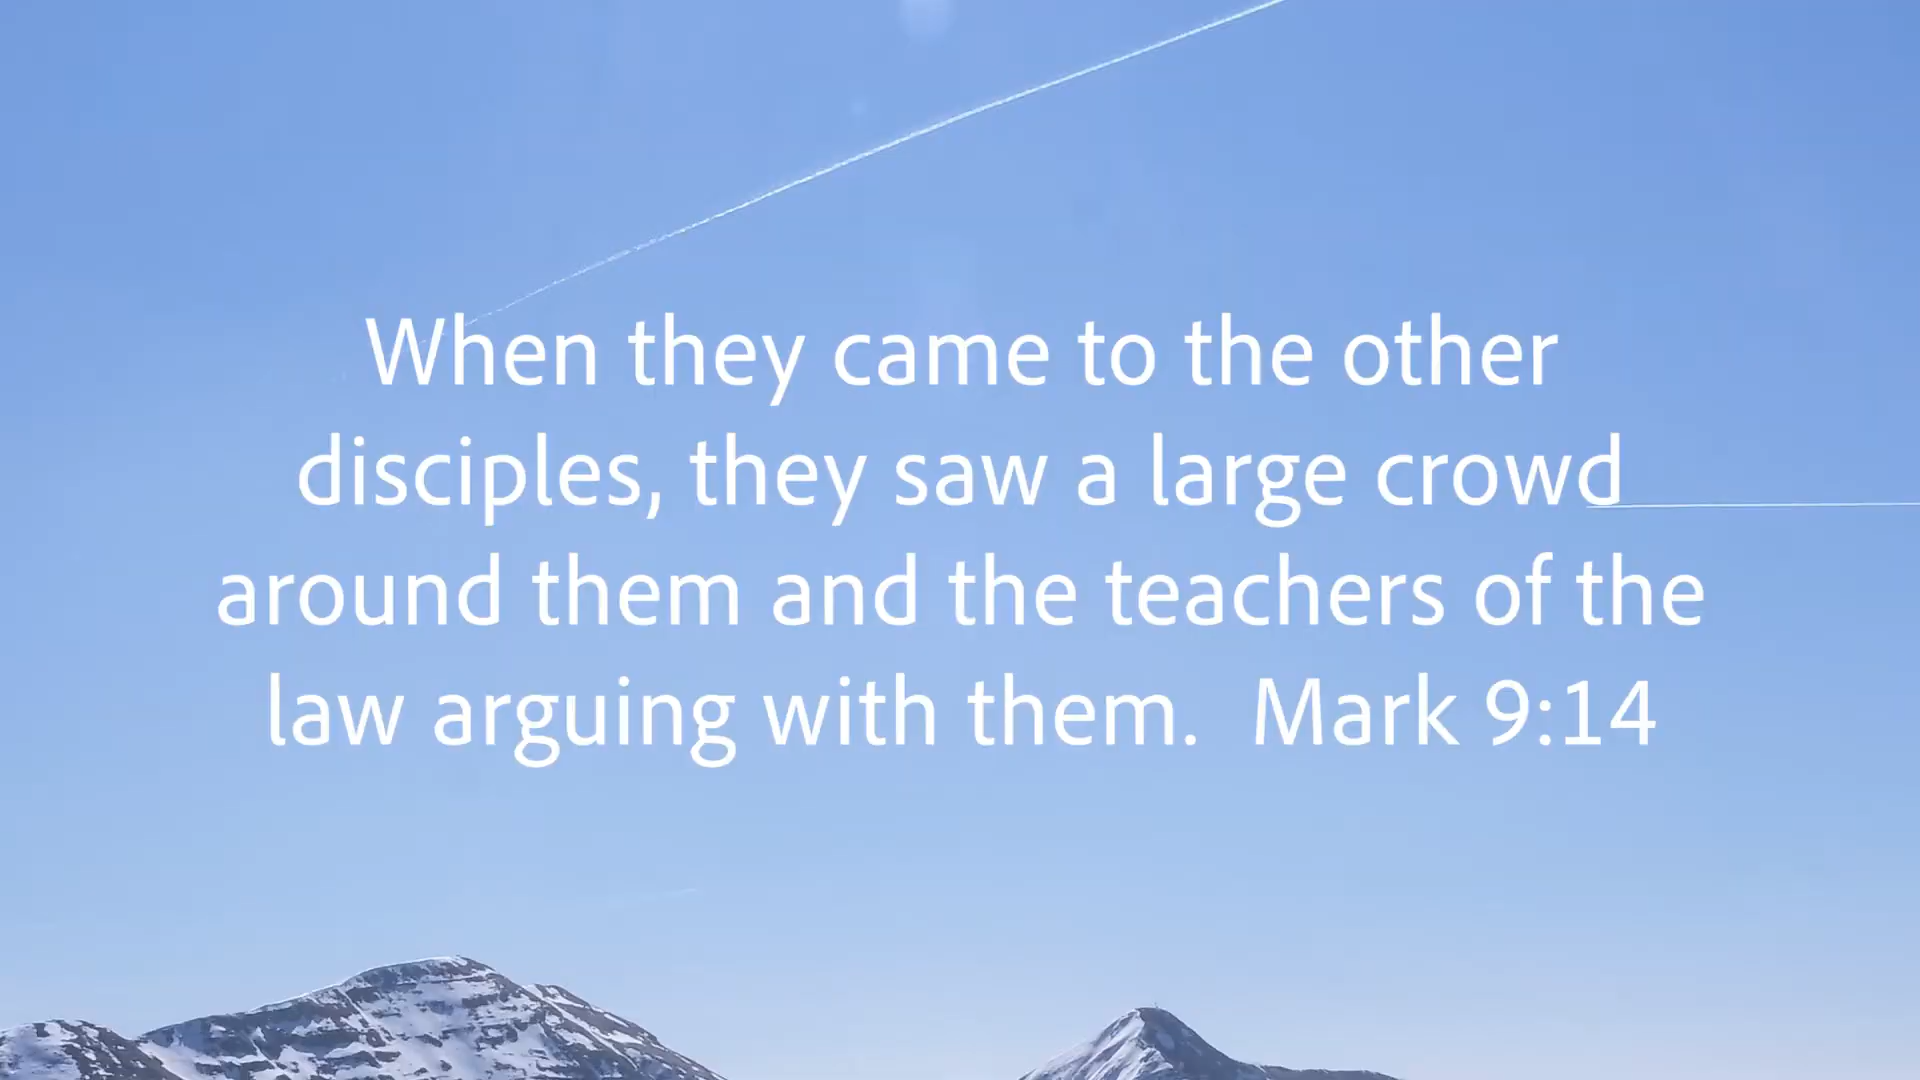 When they came to the other
disciples, they saw a large crowd
around them and the teachers of the
law arguing with them.  Mark 9:14